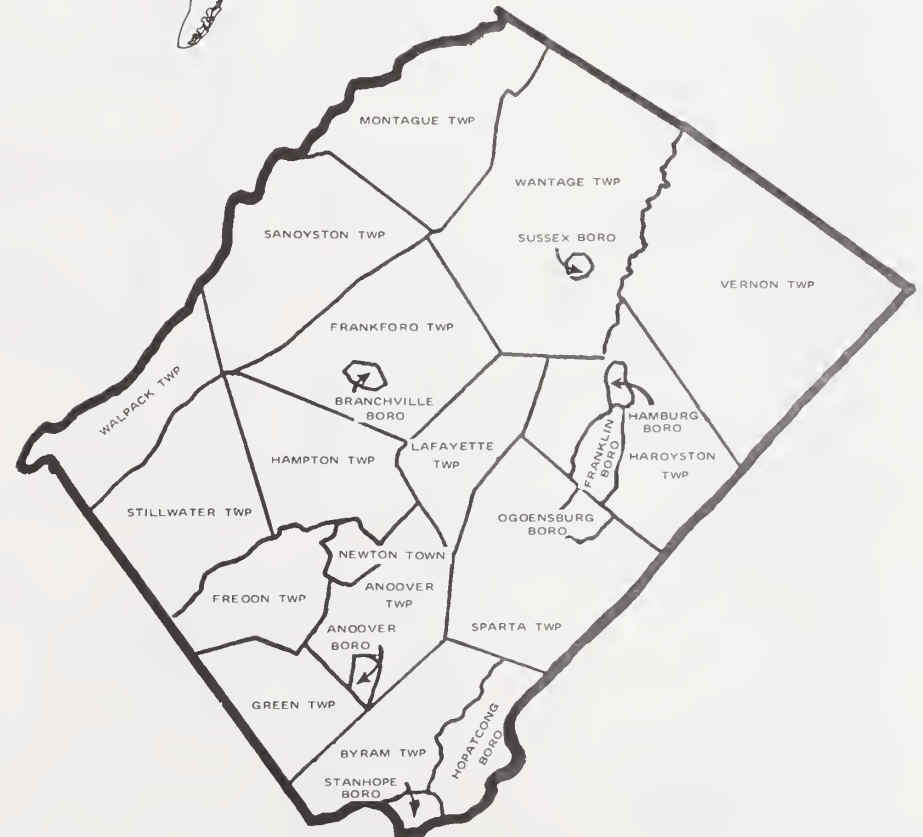 MONTAGUE TWP
WANTAGE TWP
SANOYSTON TWP
SUSSEX BORO
VERNON TWP
FRANKFORO TWP
WALPACK TWP
BRANCHVILLE
BORO
HAMBURG
BORO
FRANKLIN
BORO
LAFAYETTE
TWP
HAMPTON TWP
HAROYSTON
TWP
STILLWATER TWP
OGOENSBURG
BORO
NEWTON TOWN
ANOOVER
TWP
FREOON TWP
ANOOVER
BORO
SPARTA TWP
GREEN TWP
HOPATCONG
BORO
BYRAM TWP
STANHOPE
BORO